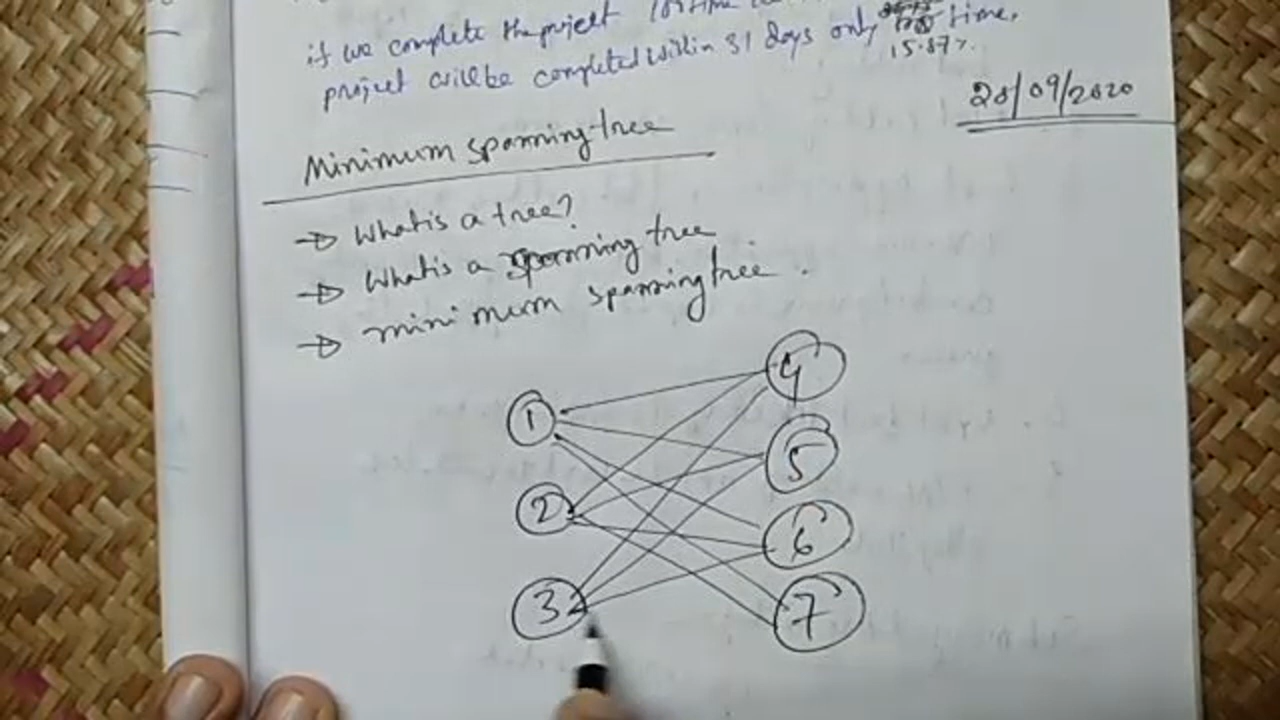 if we complete the project
project will be completed within 31 days only time,
15.87%.
28/09/2020
Minimum spanning tree
→ What is a tree?
→ What is a spanning tree
→ minimum spanning tree.
1
2
3
4
5
6
7